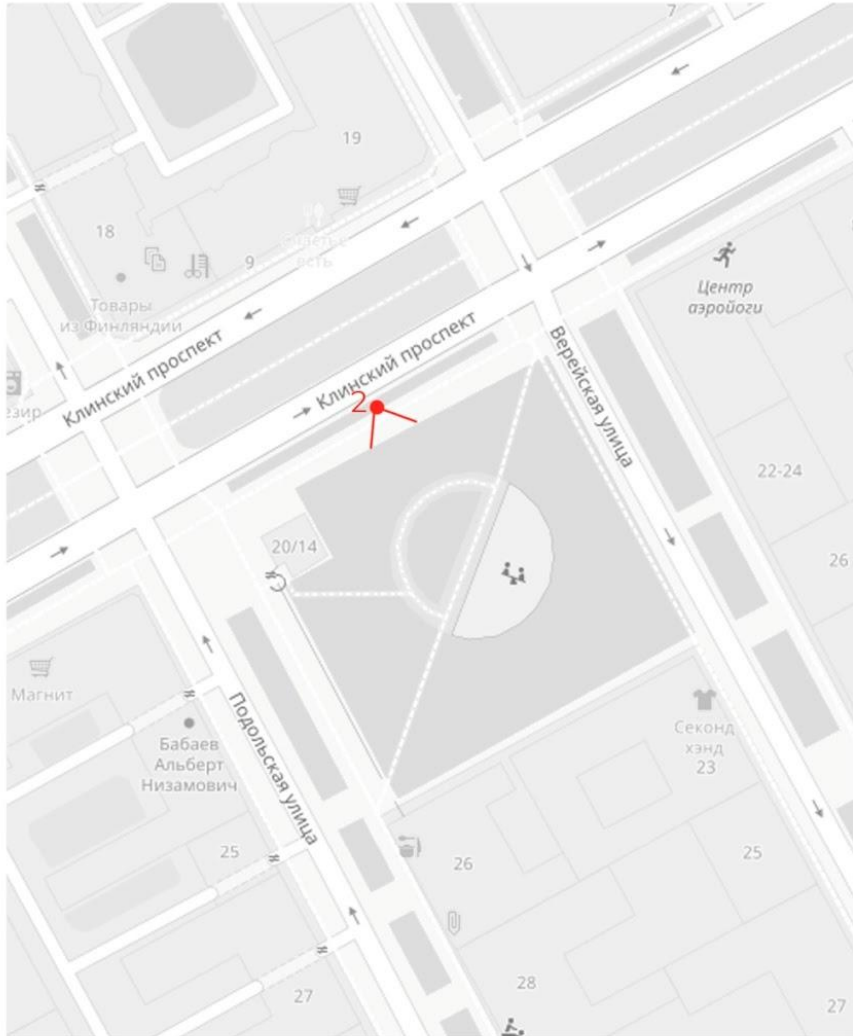 7
19
18
9
Счастье
есть
Товары
из Финляндии
езир
Клинский проспект
Клинский проспект
2
Центр
аэройоги
Верейская улица
22-24
20/14
26
Магнит
Бабаев
Альберт
Низамович
Подольская улица
Секонд
хэнд
23
25
26
25
28
27
27